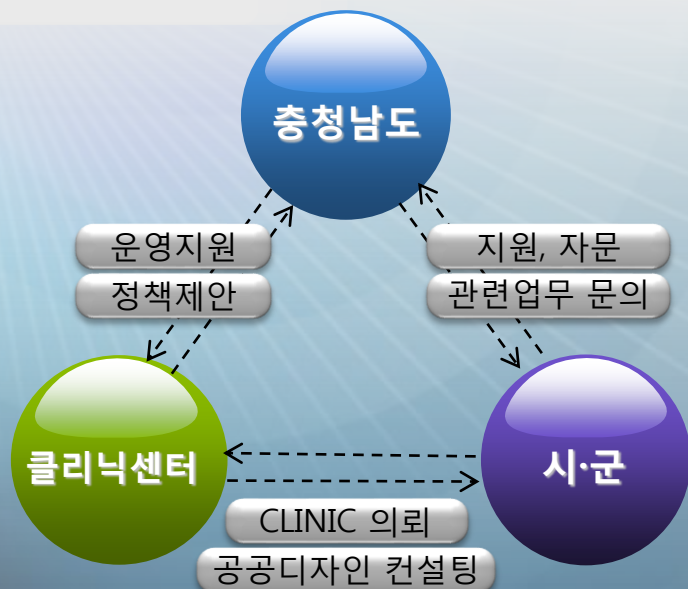 충청남도
운영지원
정책제안
지원, 자문
관련업무 문의
클리닉센터
시·군
CLINIC 의뢰
공공디자인 컨설팅